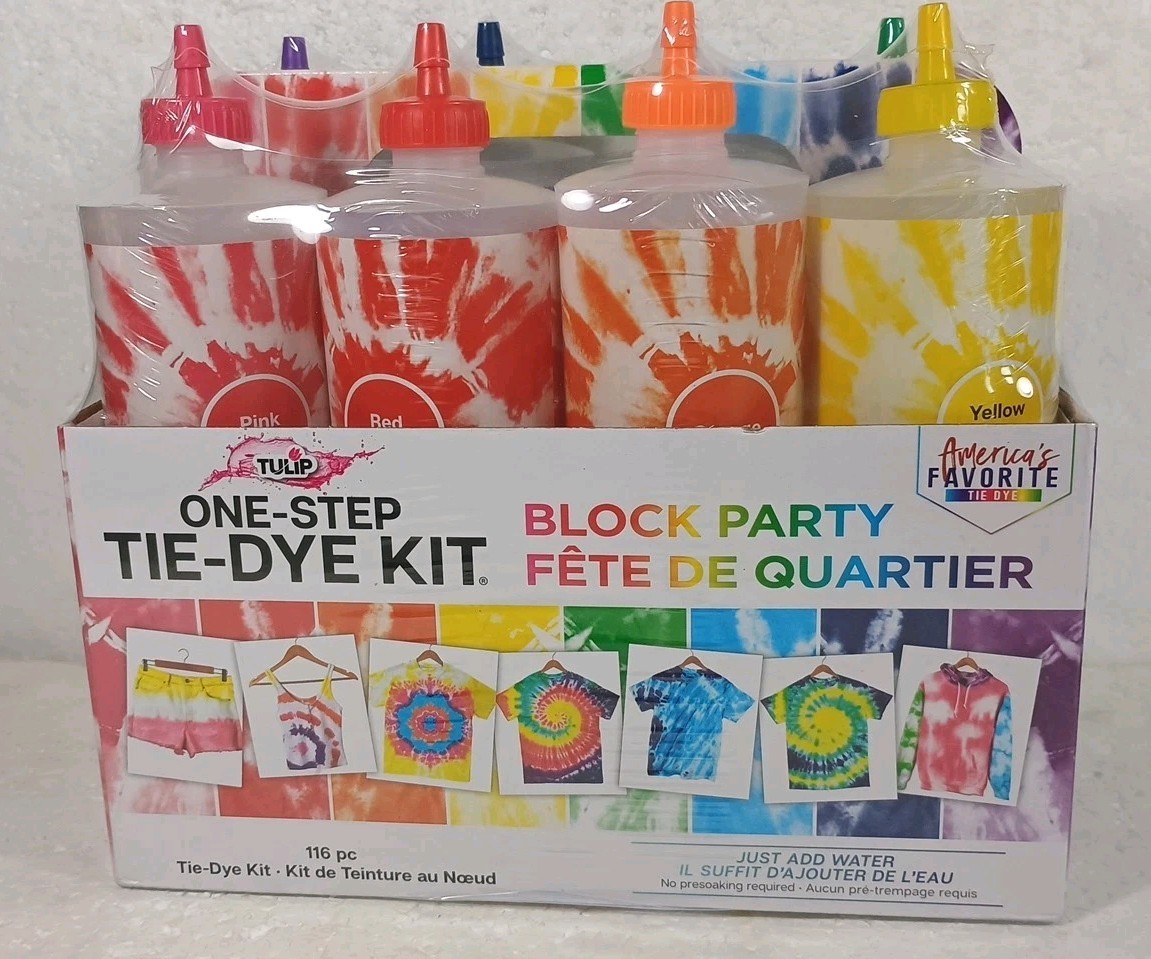 Pink
Red
Yellow
TULIP
ONE-STEP
TIE-DYE KIT®
BLOCK PARTY
FÊTE DE QUARTIER
America's
FAVORITE
TIE DYE
116 pc
Tie-Dye Kit · Kit de Teinture au Nœud
JUST ADD WATER
IL SUFFIT D'AJOUTER DE L'EAU
No presoaking required · Aucun pré-trempage requis